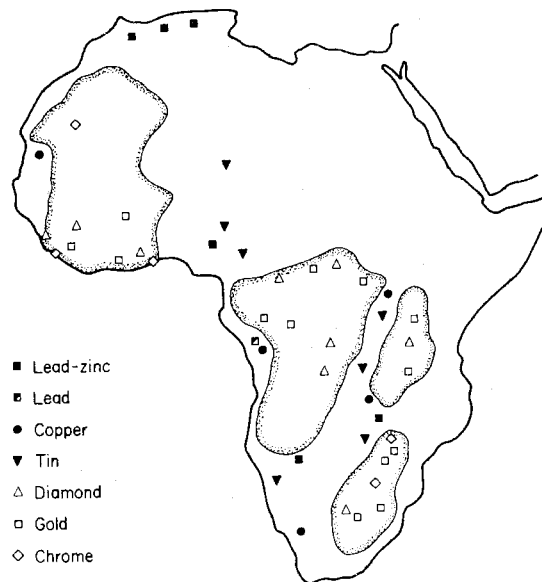 Lead-zinc
Lead
Copper
Tin
Diamond
Gold
Chrome